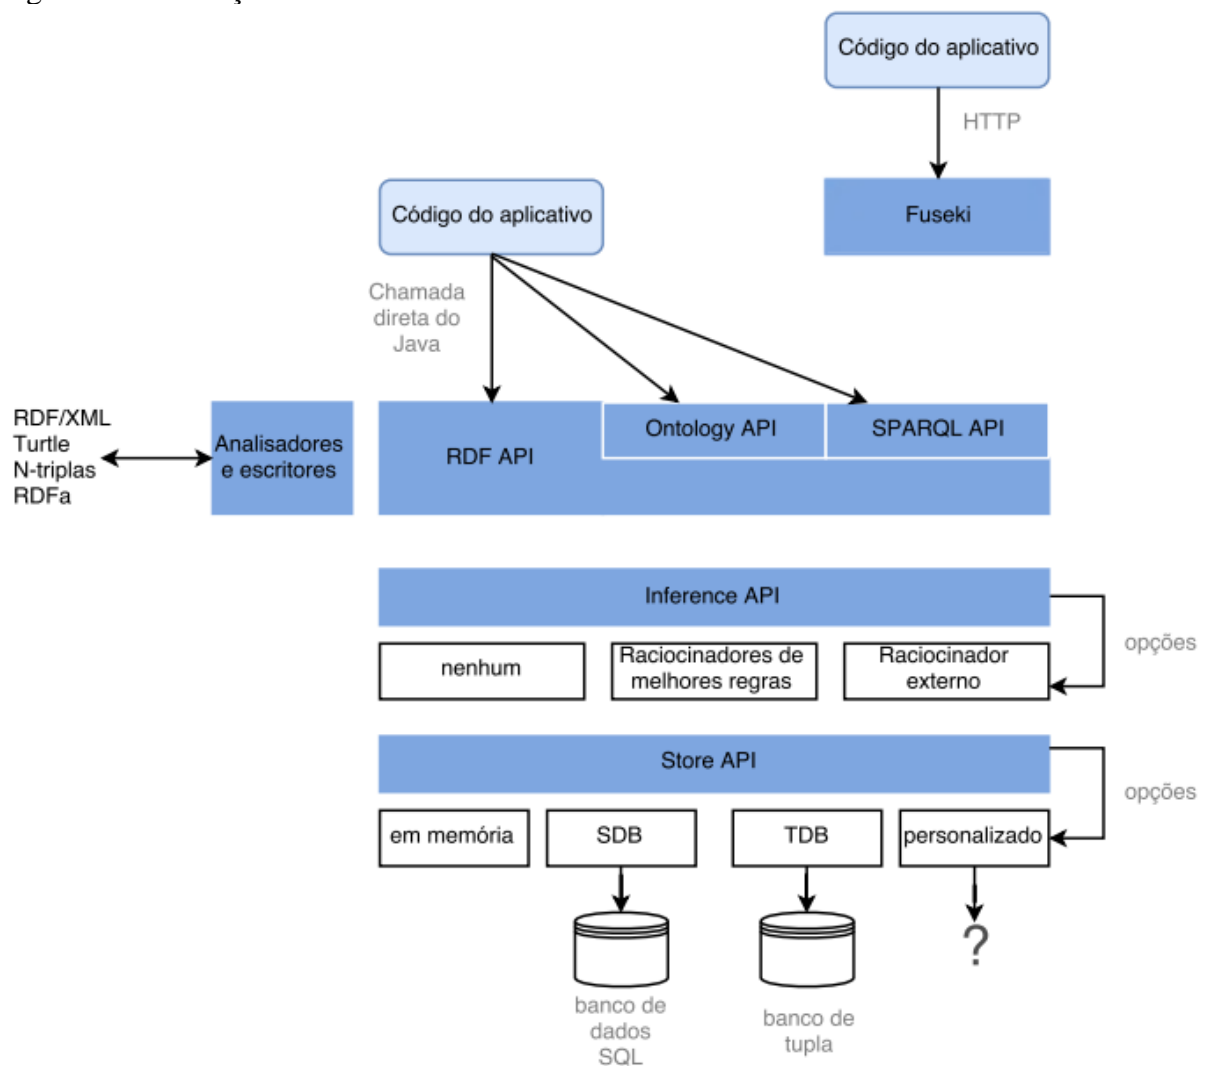 Código do aplicativo
HTTP
Fuseki
Código do aplicativo
Chamada
direta do
Java
RDF/XML
Turtle
N-triplas
RDFa
Analisadores
e escritores
RDF API
Ontology API
SPARQL API
Inference API
opções
nenhum
Raciocinadores de
melhores regras
Raciocinador
externo
Store API
opções
em memória
SDB
TDB
personalizado
?
banco de
dados
SQL
banco de
tupla